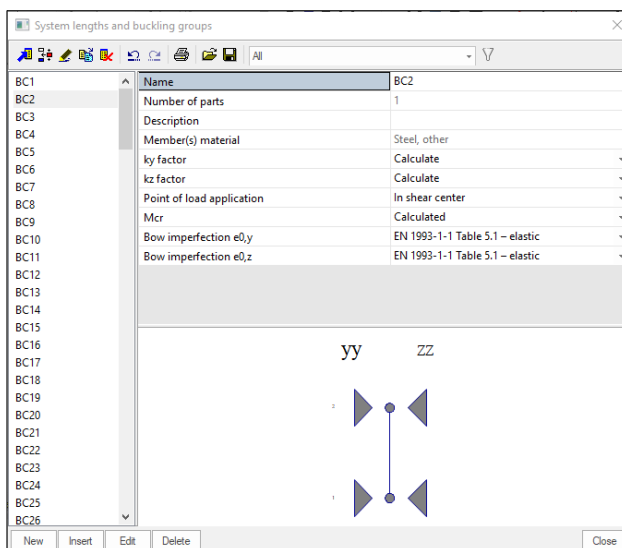 System lengths and buckling groups
All
BC1
BC2
BC3
BC4
BC5
BC6
BC7
BC8
BC9
BC10
BC11
BC12
BC13
BC14
BC15
BC16
BC17
BC18
BC19
BC20
BC21
BC22
BC23
BC24
BC25
BC26
Name BC2
Number of parts 1
Description
Member(s) material Steel, other
ky factor Calculate
kz factor Calculate
Point of load application In shear center
Mcr Calculated
Bow imperfection e0,y EN 1993-1-1 Table 5.1 – elastic
Bow imperfection e0,z EN 1993-1-1 Table 5.1 – elastic
yy zz
2
1
New Insert Edit Delete Close